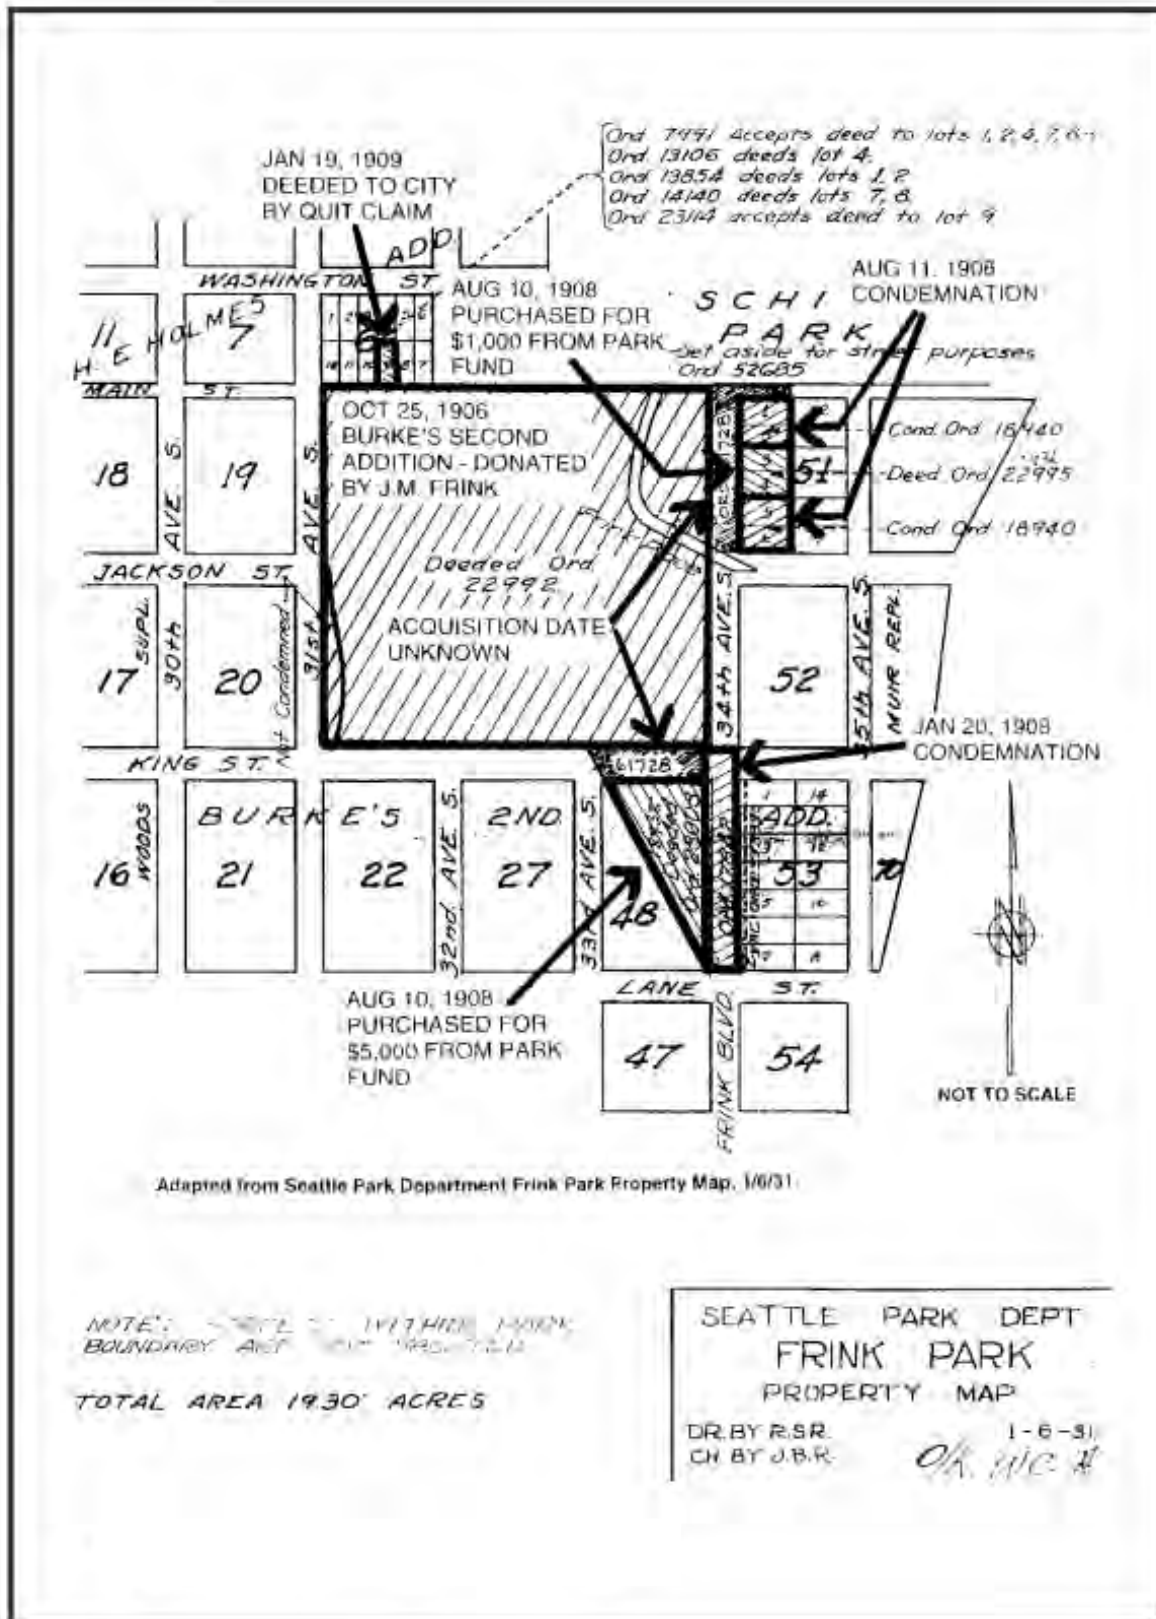 Ord 7991 accepts deed to lots 1, 2, 4, 7, 8
Ord 13106 deeds lot 4.
Ord 13854 deeds lots 1, 2
Ord 14140 deeds lots 7, 8
Ord 23114 accepts deed to lot 9
JAN 19, 1909
DEEDED TO CITY
BY QUIT CLAIM
ADD.
WASHINGTON ST
H. E HOLMES
11
7
AUG 10, 1908
PURCHASED FOR
$1,000 FROM PARK
FUND
SCHI
PARK
Set aside for street purposes
Ord 52685
AUG 11, 1908
CONDEMNATION
MAIN ST.
OCT 25, 1906
BURKE'S SECOND
ADDITION - DONATED
BY J.M. FRINK
18
19
AVE S.
AVE S.
51
Cond. Ord 18940
Deed Ord 22995
Cond Ord 18940
Deeded Ord
22992
JACKSON ST.
ACQUISITION DATE
UNKNOWN
17
SUPL.
30th
20
Not Condemned
31st
34th AVE. S.
52
35th AVE. S.
MUIR REPL.
JAN 20, 1908
CONDEMNATION
KING ST.
61728
BURKE'S 2ND ADD.
16
WOODS
21
22
32nd AVE S.
27
33rd AVE. S.
48
1 14
53
8
70
LANE ST.
AUG 10, 1908
PURCHASED FOR
$5,000 FROM PARK
FUND
47
FRINK BLVD.
54
NOT TO SCALE
Adapted from Seattle Park Department Frink Park Property Map, 1/6/31
NOTE:
BOUNDARY
TOTAL AREA 19.30 ACRES
SEATTLE PARK DEPT
FRINK PARK
PROPERTY MAP
DR. BY R.S.R. 1-6-31
CH BY J.B.R.